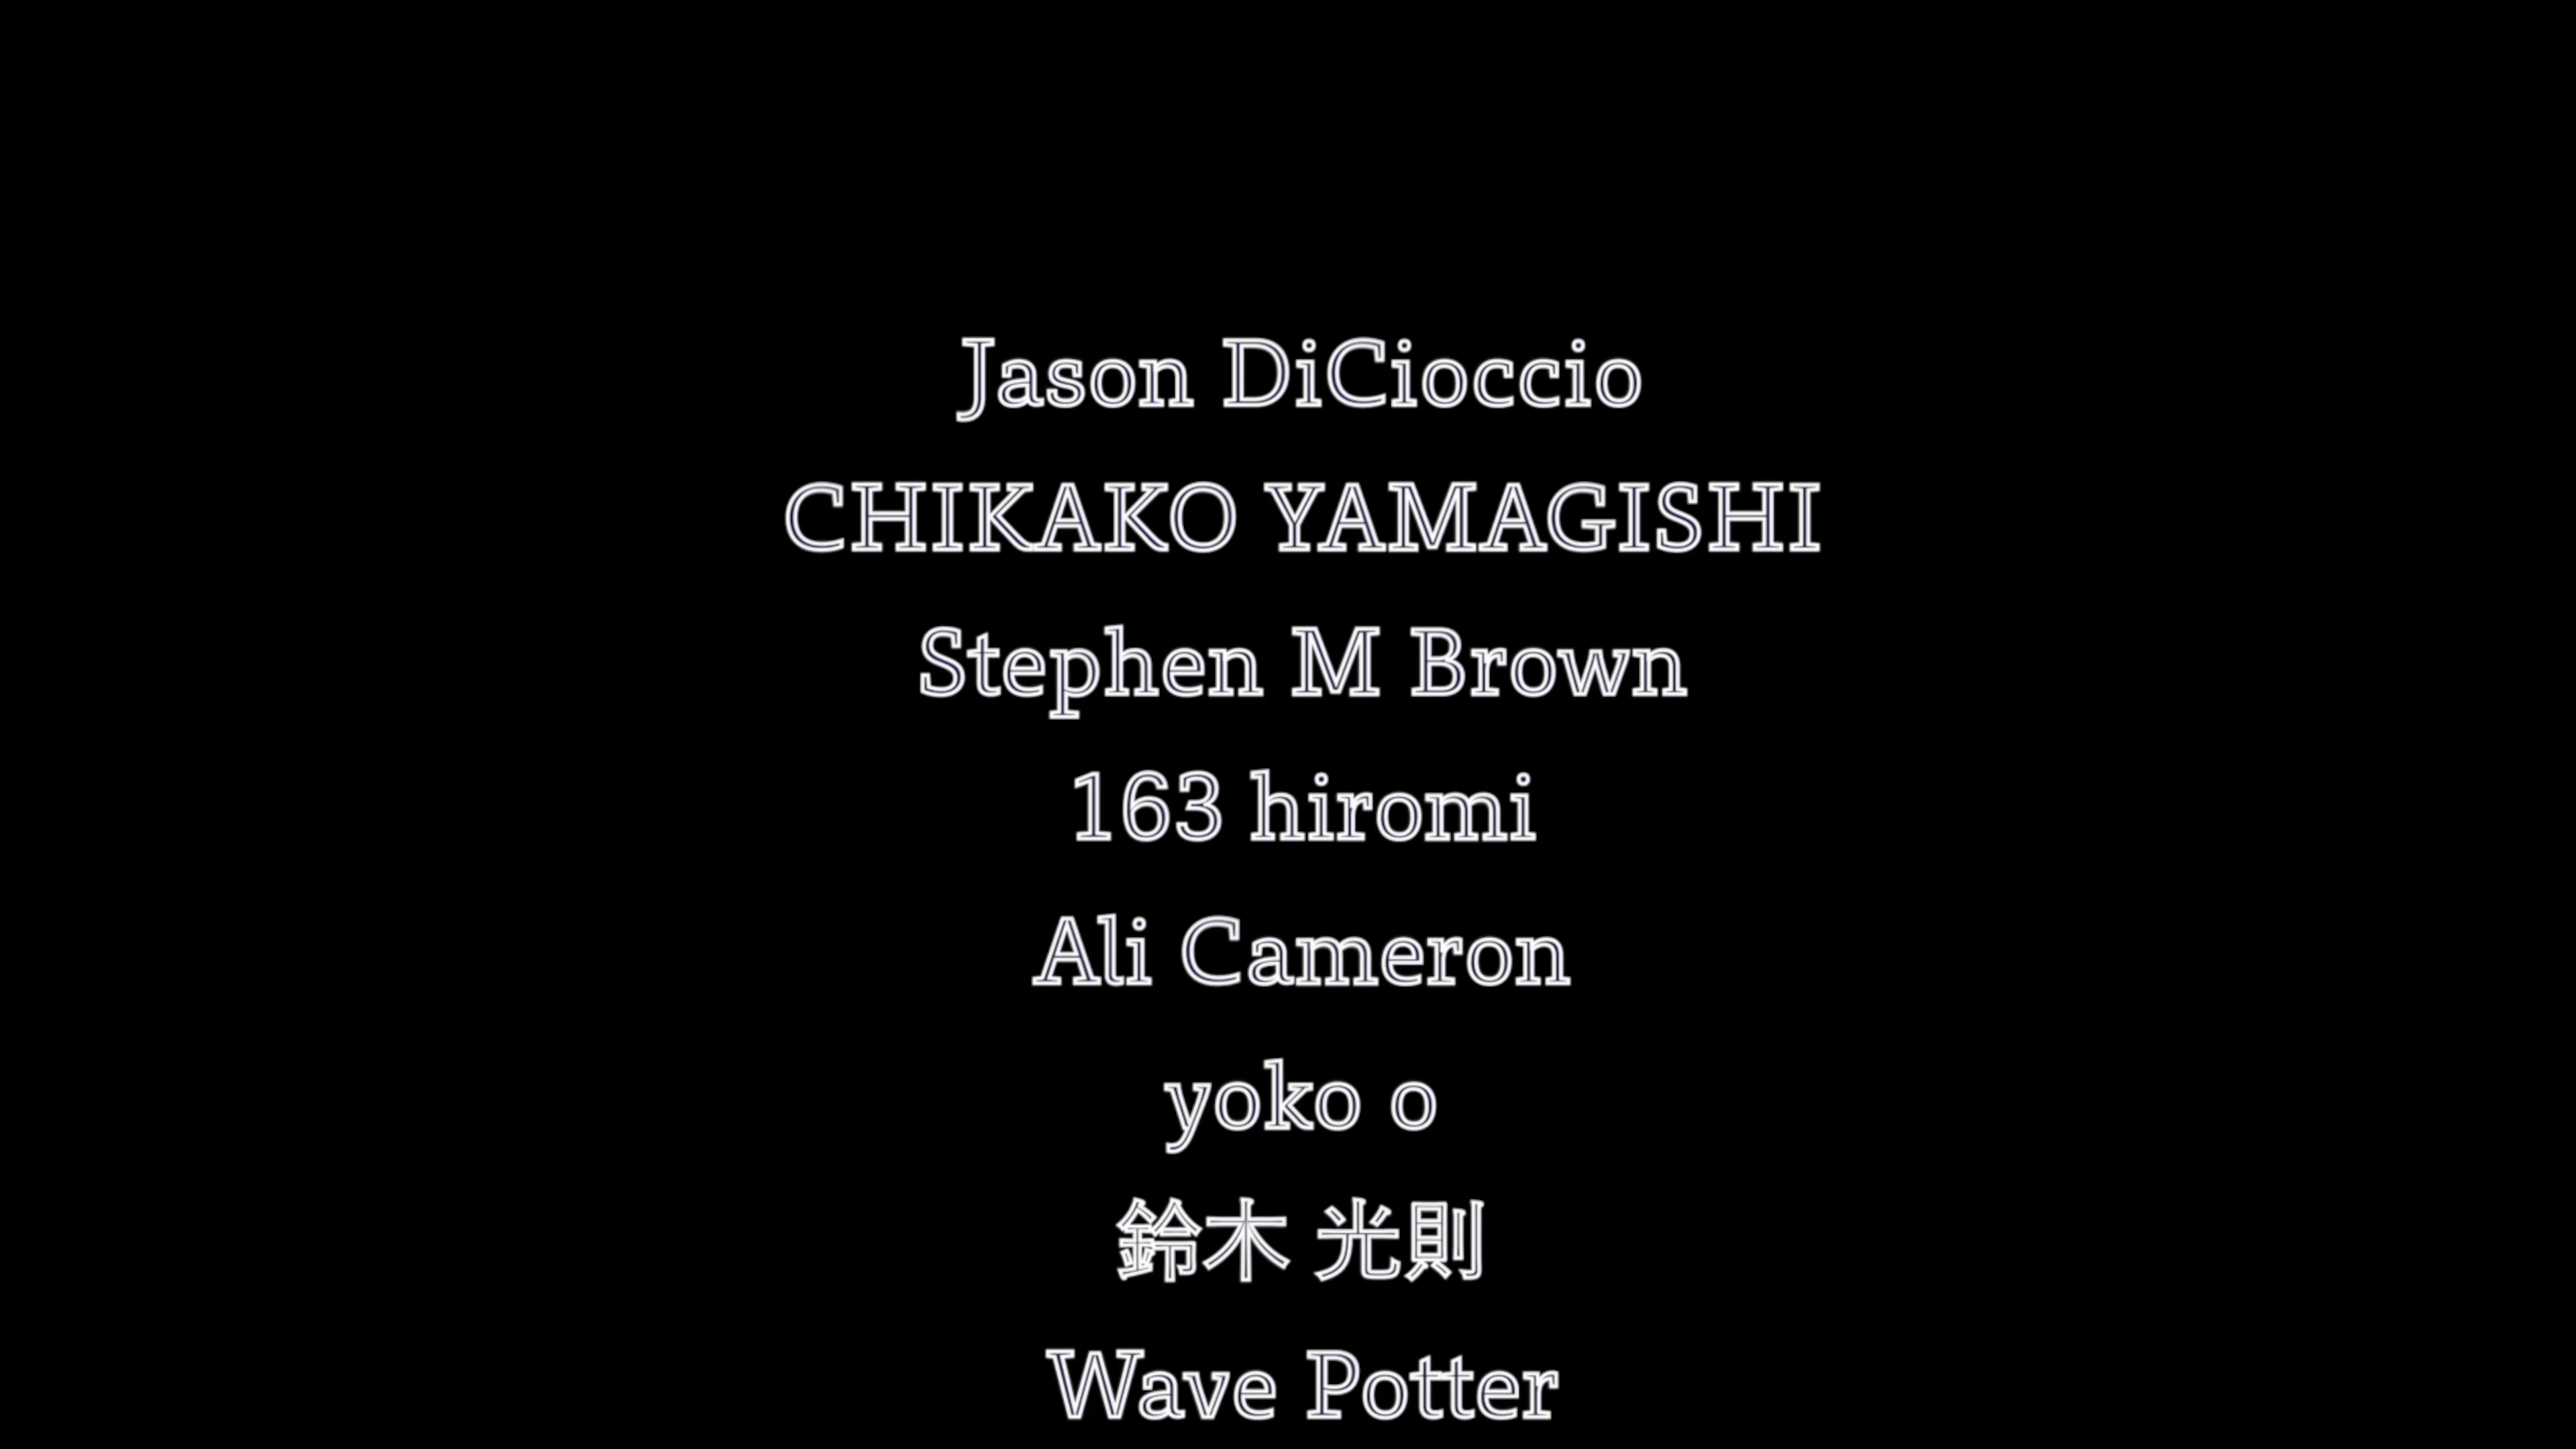 Jason DiCioccio
CHIKAKO YAMAGISHI
Stephen M Brown
163 hiromi
Ali Cameron
yoko o
鈴木 光則
Wave Potter